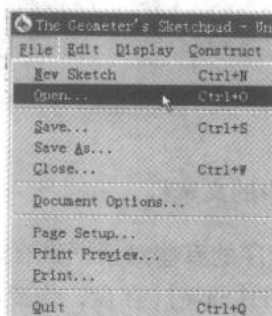 The Geometer's Sketchpad - Un
File Edit Display Construct
New Sketch Ctrl+N
Open... Ctrl+O
Save... Ctrl+S
Save As...
Close... Ctrl+W
Document Options...
Page Setup...
Print Preview...
Print...
Quit Ctrl+Q